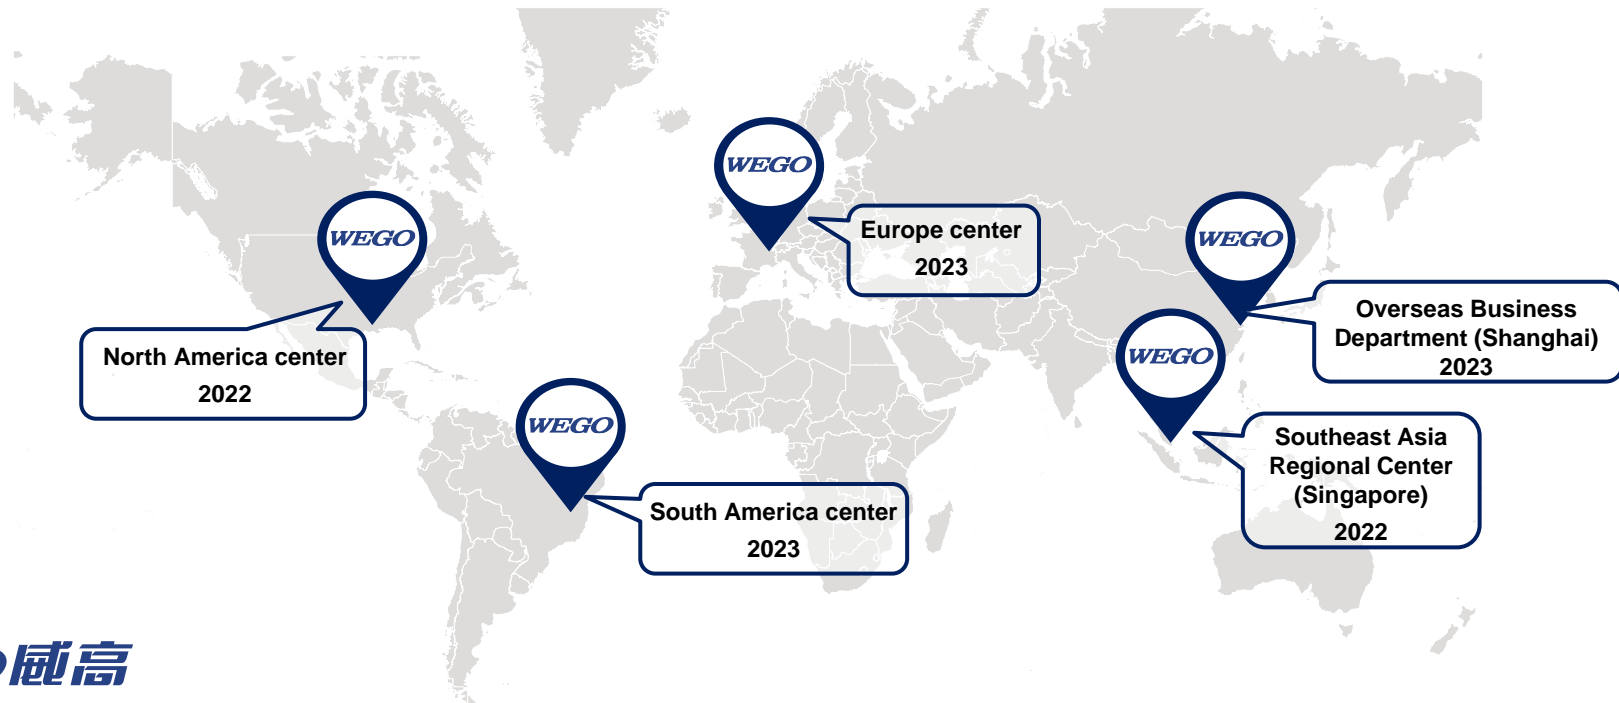 WEGO
Europe center
2023
WEGO
North America center
2022
WEGO
Overseas Business
Department (Shanghai)
2023
WEGO
Southeast Asia
Regional Center
(Singapore)
2022
WEGO
South America center
2023
威高